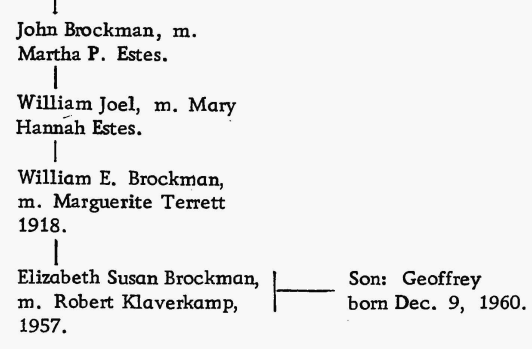 John Brockman, m.
Martha P. Estes.
William Joel, m. Mary
Hannah Estes.
William E. Brockman,
m. Marguerite Terrett
1918.
Elizabeth Susan Brockman,
m. Robert Klaverkamp,
1957.
Son: Geoffrey
born Dec. 9, 1960.